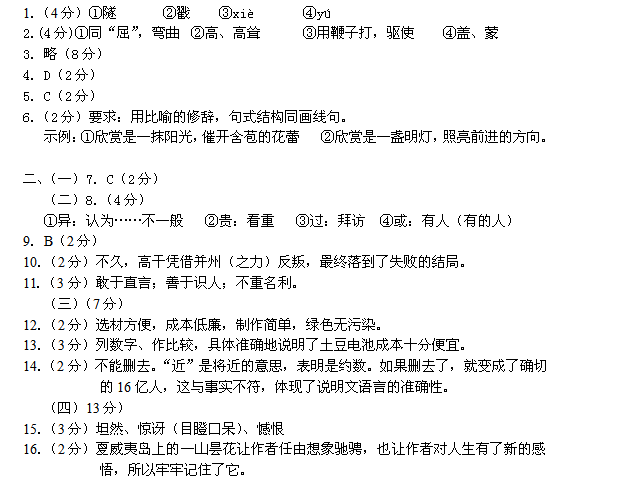 1.（4分）①隧　　②戳　　③xiè　　④yú
2.(4分)①同“屈”，弯曲　②高、高耸　　③用鞭子打，驱使　　④盖、蒙
3. 略（8分）
4. D（2分）
5. C（2分）
6.（2分）要求：用比喻的修辞，句式结构同画线句。
示例：①欣赏是一抹阳光，催开含苞的花蕾　②欣赏是一盏明灯，照亮前进的方向。
二、（一）7. C（2分）
（二）8.（4分）
①异：认为……不一般　②贵：看重　③过：拜访　④或：有人（有的人）
9. B（2分）
10.（2分）不久，高干凭借并州（之力）反叛，最终落到了失败的结局。
11.（3分）敢于直言；善于识人；不重名利。
（三）（7分）
12.（2分）选材方便，成本低廉，制作简单，绿色无污染。
13.（3分）列数字、作比较，具体准确地说明了土豆电池成本十分便宜。
14.（2分）不能删去。“近”是将近的意思，表明是约数。如果删去了，就变成了确切
的 16 亿人，这与事实不符，体现了说明文语言的准确性。
（四）13分）
15.（3分）坦然、惊讶（目瞪口呆）、憾恨
16.（2分）夏威夷岛上的一山昙花让作者任由想象驰骋，也让作者对人生有了新的感
悟，所以牢牢记住了它。